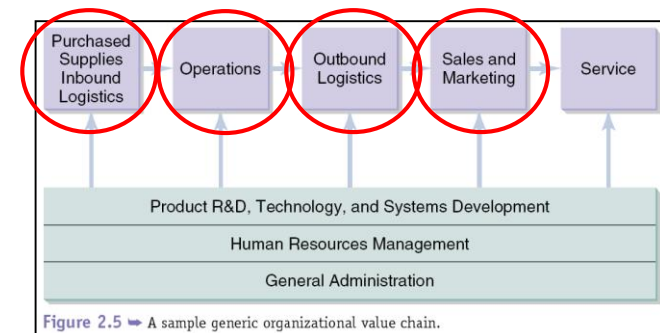 Purchased
Supplies
Inbound
Logistics
Operations
Outbound
Logistics
Sales and
Marketing
Service
Product R&D, Technology, and Systems Development
Human Resources Management
General Administration
Figure 2.5 ➥ A sample generic organizational value chain.